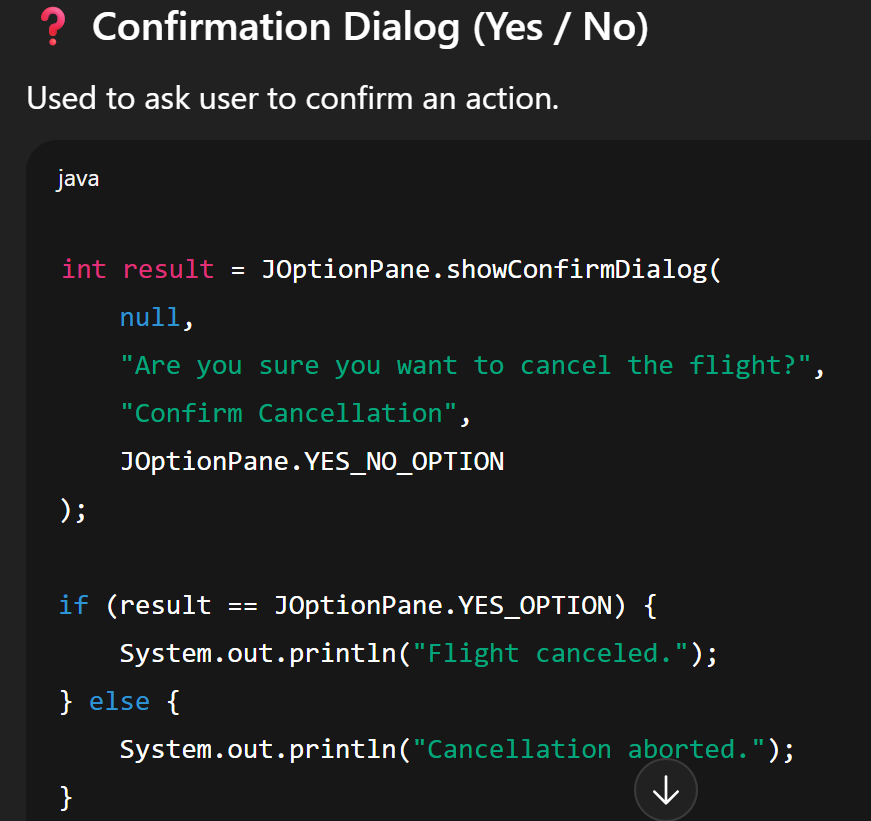 ❓ Confirmation Dialog (Yes / No)
Used to ask user to confirm an action.
java
int result = JOptionPane.showConfirmDialog(
    null,
    "Are you sure you want to cancel the flight?",
    "Confirm Cancellation",
    JOptionPane.YES_NO_OPTION
);
if (result == JOptionPane.YES_OPTION) {
    System.out.println("Flight canceled.");
} else {
    System.out.println("Cancellation aborted.");
}